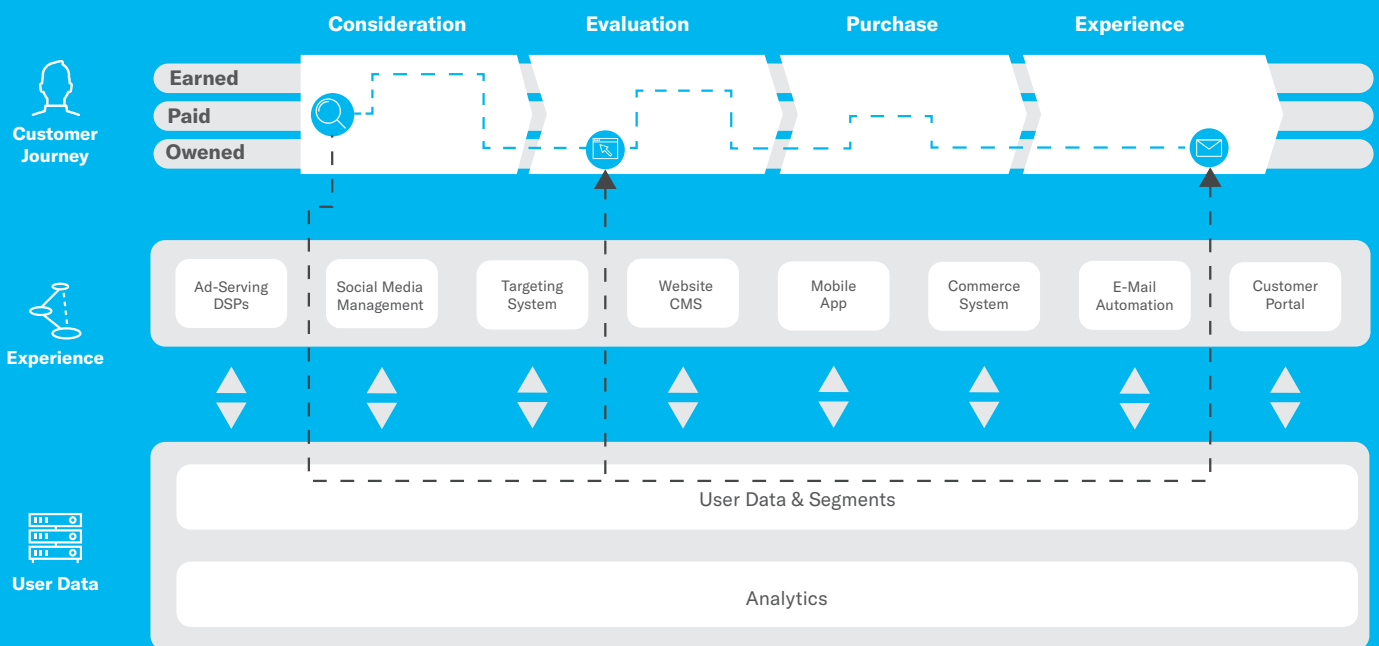 Consideration
Evaluation
Purchase
Experience
Customer
Journey
Earned
Paid
Owened
Experience
Ad-Serving
DSPs
Social Media
Management
Targeting
System
Website
CMS
Mobile
App
Commerce
System
E-Mail
Automation
Customer
Portal
User Data
User Data & Segments
Analytics